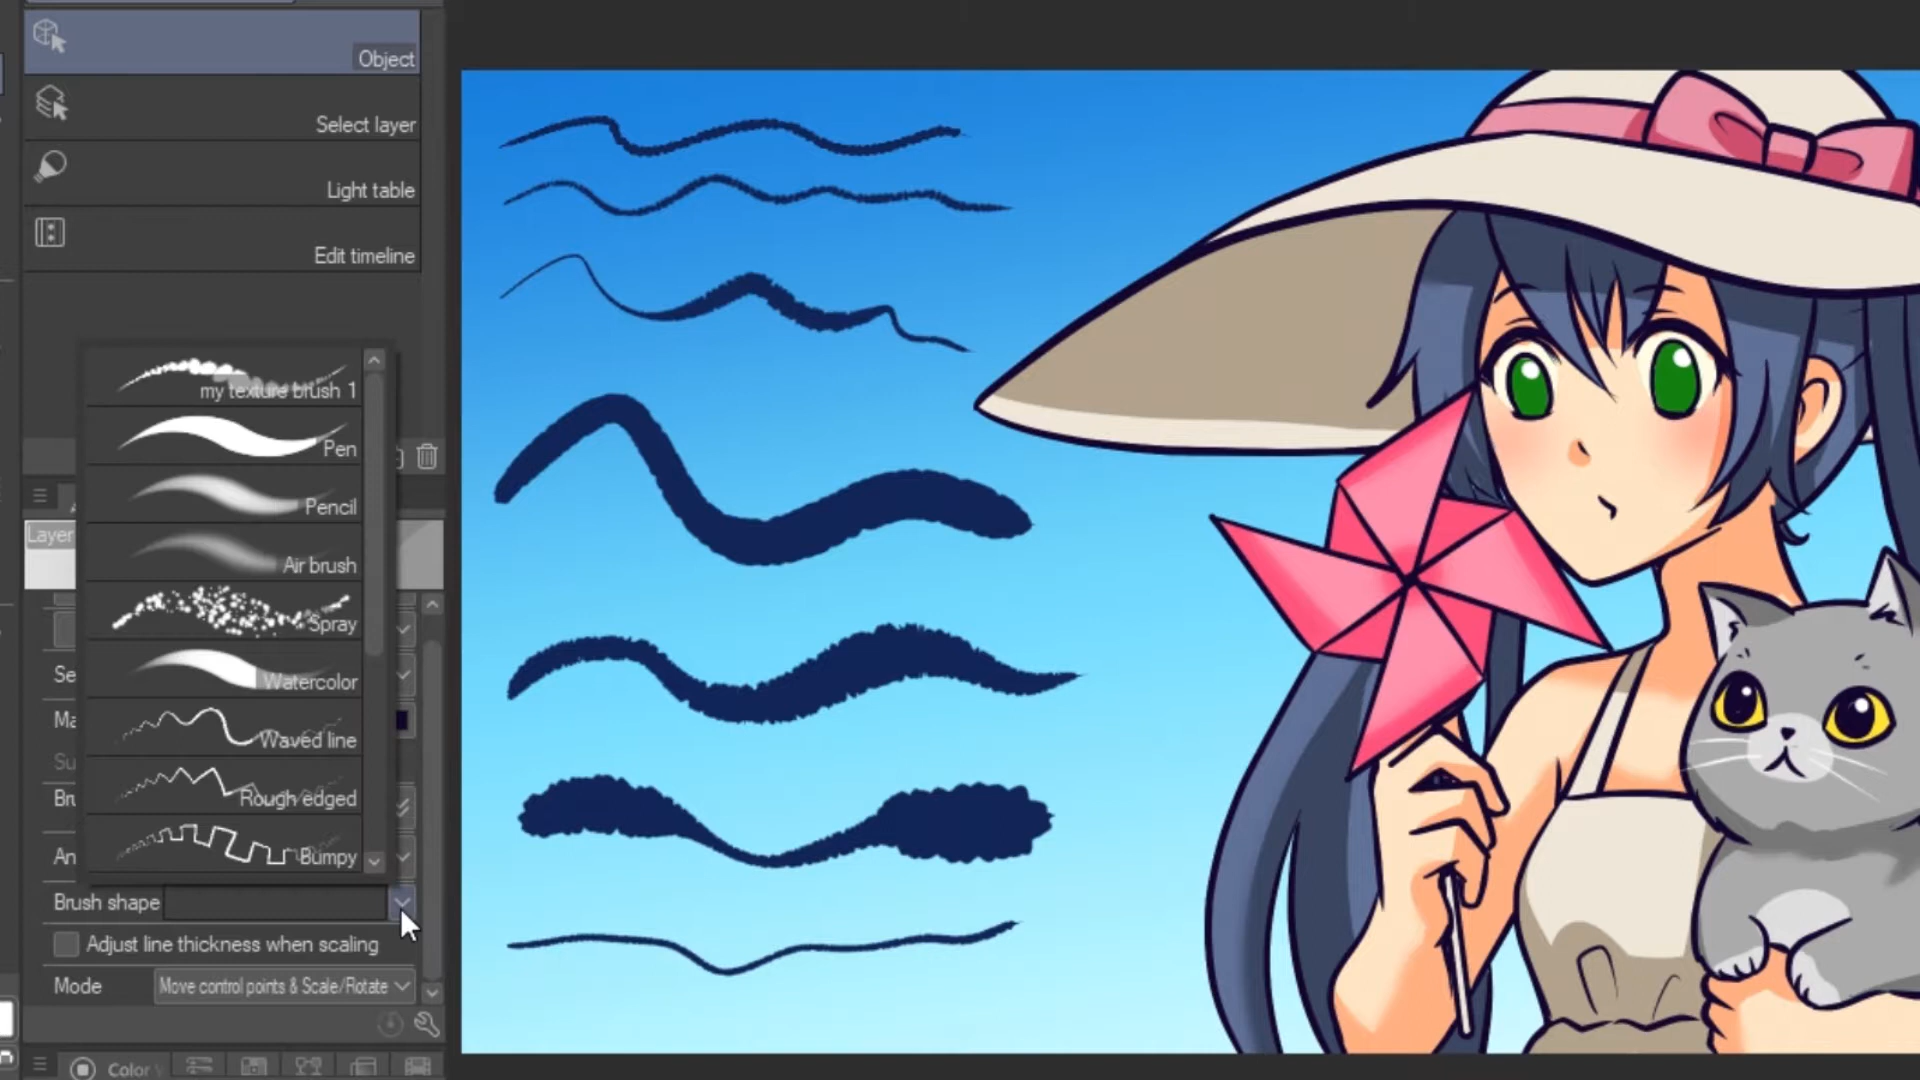 Object
Select layer
Light table
Edit timeline
my texture brush 1
Pen
Pencil
Layer
Air brush
Spray
Se
Watercolor
Ma
Waved line
Su
Br
Rough edged
An
Bumpy
Brush shape
Adjust line thickness when scaling
Mode
Move control points & Scale/Rotate
Color